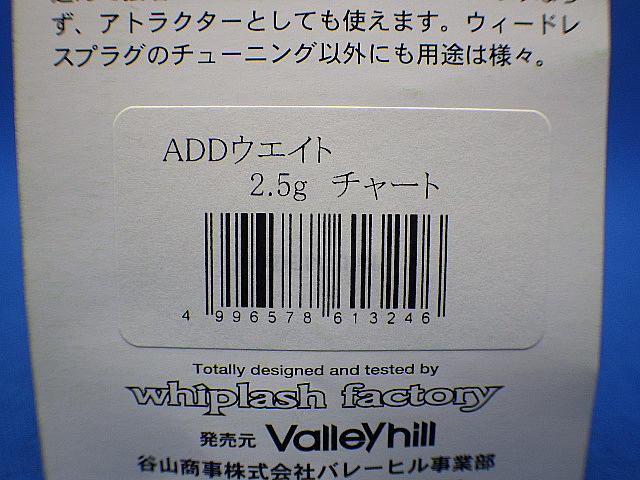 ず、アトラクターとしても使えます。ウィードレ
スプラグのチューニング以外にも用途は様々。
ADDウエイト
2.5g チャート
4 996578 613246
Totally designed and tested by
whiplash factory
発売元 Valleyhill
谷山商事株式会社バレーヒル事業部